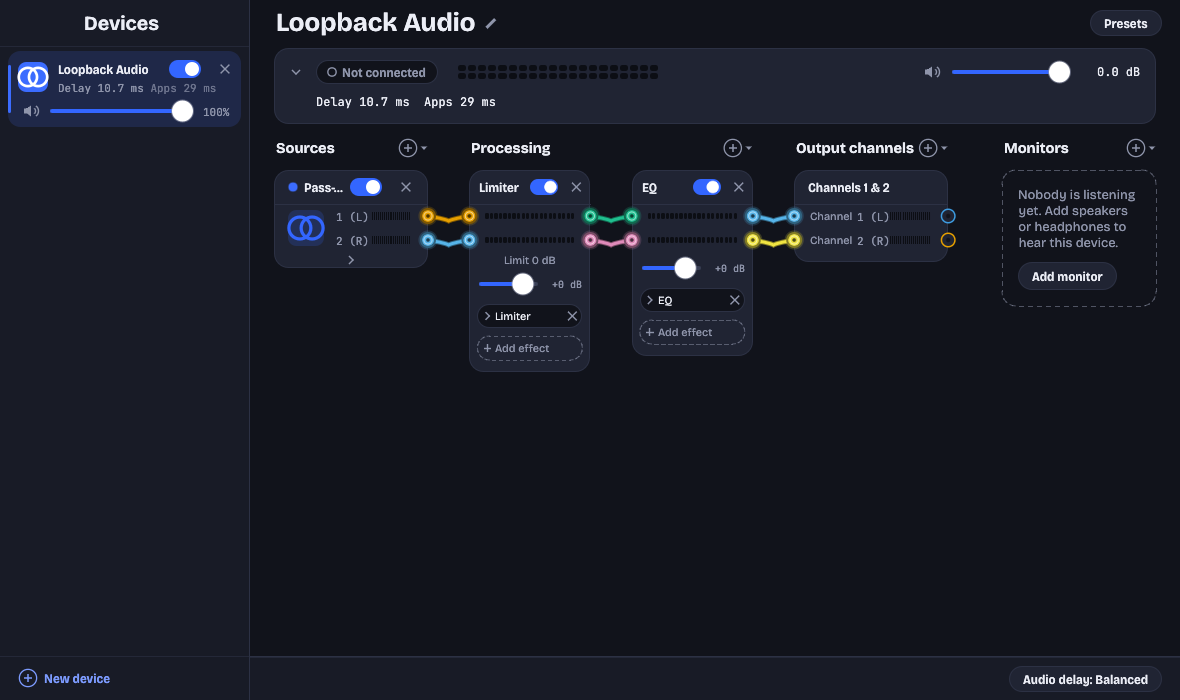 Devices
Loopback Audio
Delay 10.7 ms Apps 29 ms
100%
New device
Loopback Audio
Presets
Not connected
0.0 dB
Delay 10.7 ms Apps 29 ms
Sources
Processing
Output channels
Monitors
Pass-...
1 (L)
2 (R)
Limiter
Limit 0 dB
+0 dB
Limiter
+ Add effect
EQ
+0 dB
EQ
+ Add effect
Channels 1 & 2
Channel 1 (L)
Channel 2 (R)
Nobody is listening
yet. Add speakers
or headphones to
hear this device.
Add monitor
Audio delay: Balanced